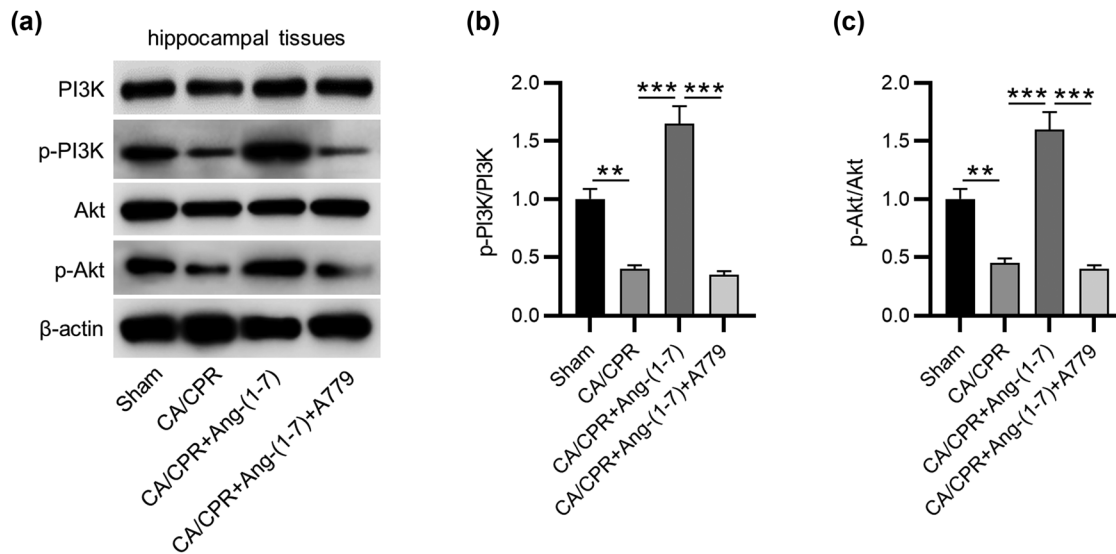 (a)
hippocampal tissues
PI3K
p-PI3K
Akt
p-Akt
β-actin
Sham
CA/CPR
CA/CPR+Ang-(1-7)
CA/CPR+Ang-(1-7)+A779
(b)
p-PI3K/PI3K
2.0
1.5
1.0
0.5
0.0
**
***
***
Sham
CA/CPR
CA/CPR+Ang-(1-7)
CA/CPR+Ang-(1-7)+A779
(c)
p-Akt/Akt
2.0
1.5
1.0
0.5
0.0
**
***
***
Sham
CA/CPR
CA/CPR+Ang-(1-7)
CA/CPR+Ang-(1-7)+A779